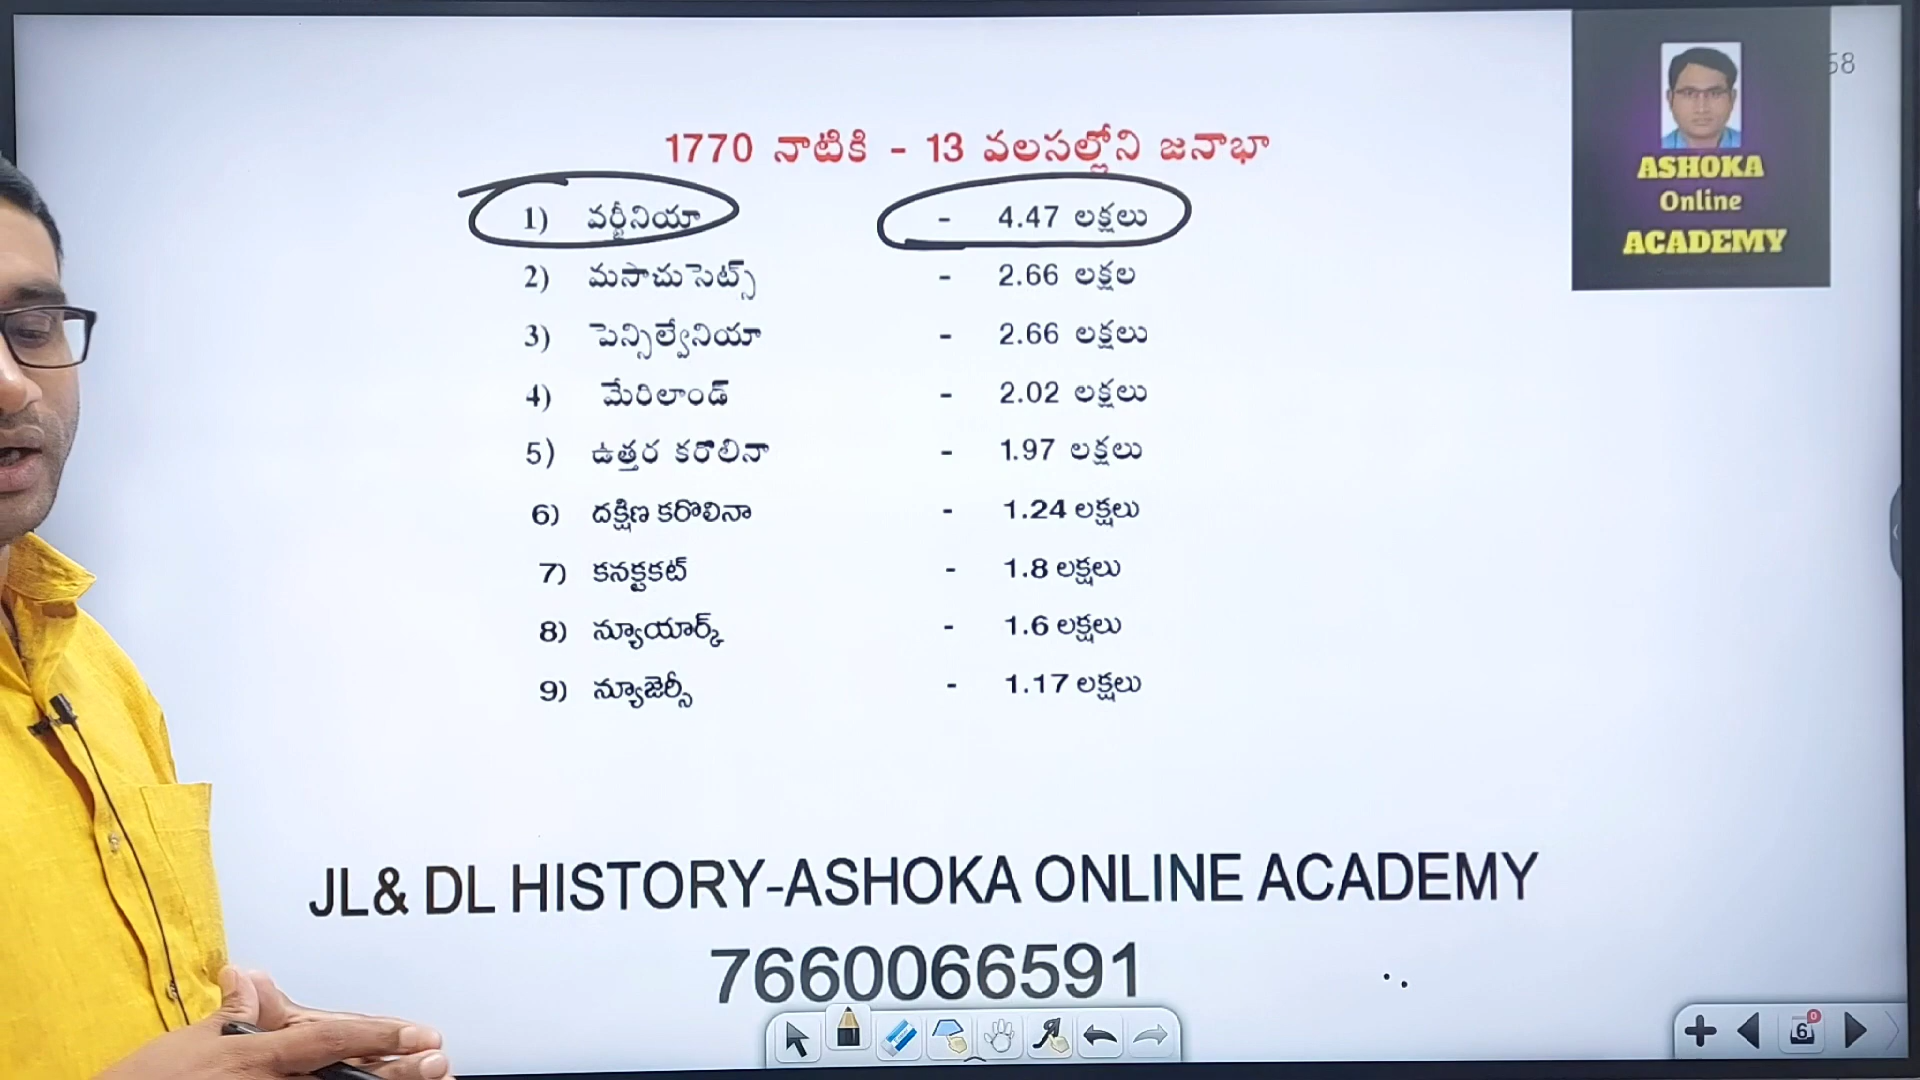 58
1770 నాటికి - 13 వలసల్లోని జనాభా
1) వర్జీనియా - 4.47 లక్షలు
2) మసాచుసెట్స్ - 2.66 లక్షల
3) పెన్సిల్వేనియా - 2.66 లక్షలు
4) మేరిలాండ్ - 2.02 లక్షలు
5) ఉత్తర కరోలినా - 1.97 లక్షలు
6) దక్షిణ కరొలినా - 1.24 లక్షలు
7) కనక్టకట్ - 1.8 లక్షలు
8) న్యూయార్క్ - 1.6 లక్షలు
9) న్యూజెర్సీ - 1.17 లక్షలు
ASHOKA
Online
ACADEMY
JL& DL HISTORY-ASHOKA ONLINE ACADEMY
7660066591
6
0